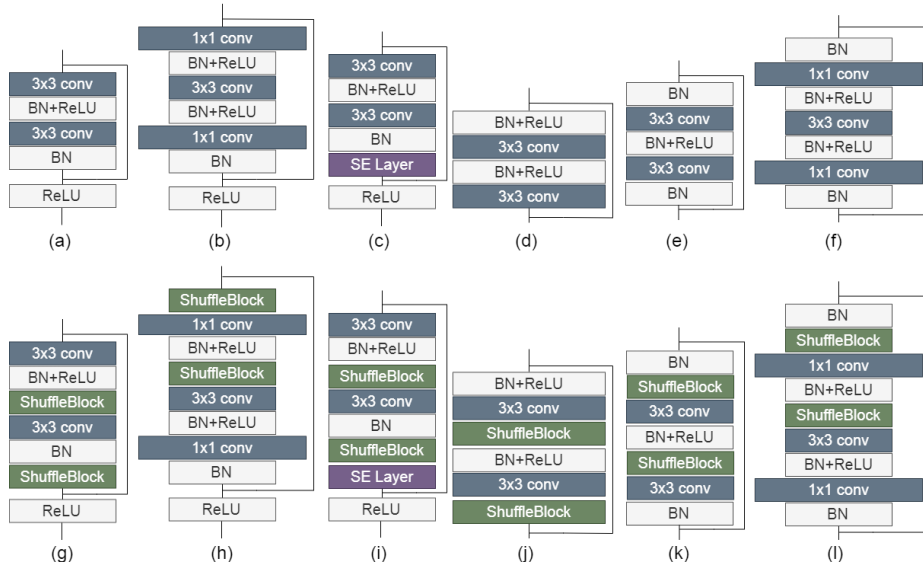 3x3 conv
BN+ReLU
3x3 conv
BN
ReLU
(a)
1x1 conv
BN+ReLU
3x3 conv
BN+ReLU
1x1 conv
BN
ReLU
(b)
3x3 conv
BN+ReLU
3x3 conv
BN
SE Layer
ReLU
(c)
BN+ReLU
3x3 conv
BN+ReLU
3x3 conv
(d)
BN
3x3 conv
BN+ReLU
3x3 conv
BN
(e)
BN
1x1 conv
BN+ReLU
3x3 conv
BN+ReLU
1x1 conv
BN
(f)
3x3 conv
BN+ReLU
ShuffleBlock
3x3 conv
BN
ShuffleBlock
ReLU
(g)
ShuffleBlock
1x1 conv
BN+ReLU
ShuffleBlock
3x3 conv
BN+ReLU
1x1 conv
BN
ReLU
(h)
3x3 conv
BN+ReLU
ShuffleBlock
3x3 conv
BN
ShuffleBlock
SE Layer
ReLU
(i)
BN+ReLU
3x3 conv
ShuffleBlock
BN+ReLU
3x3 conv
ShuffleBlock
(j)
BN
ShuffleBlock
3x3 conv
BN+ReLU
ShuffleBlock
3x3 conv
BN
(k)
BN
ShuffleBlock
1x1 conv
BN+ReLU
ShuffleBlock
3x3 conv
BN+ReLU
1x1 conv
BN
(l)